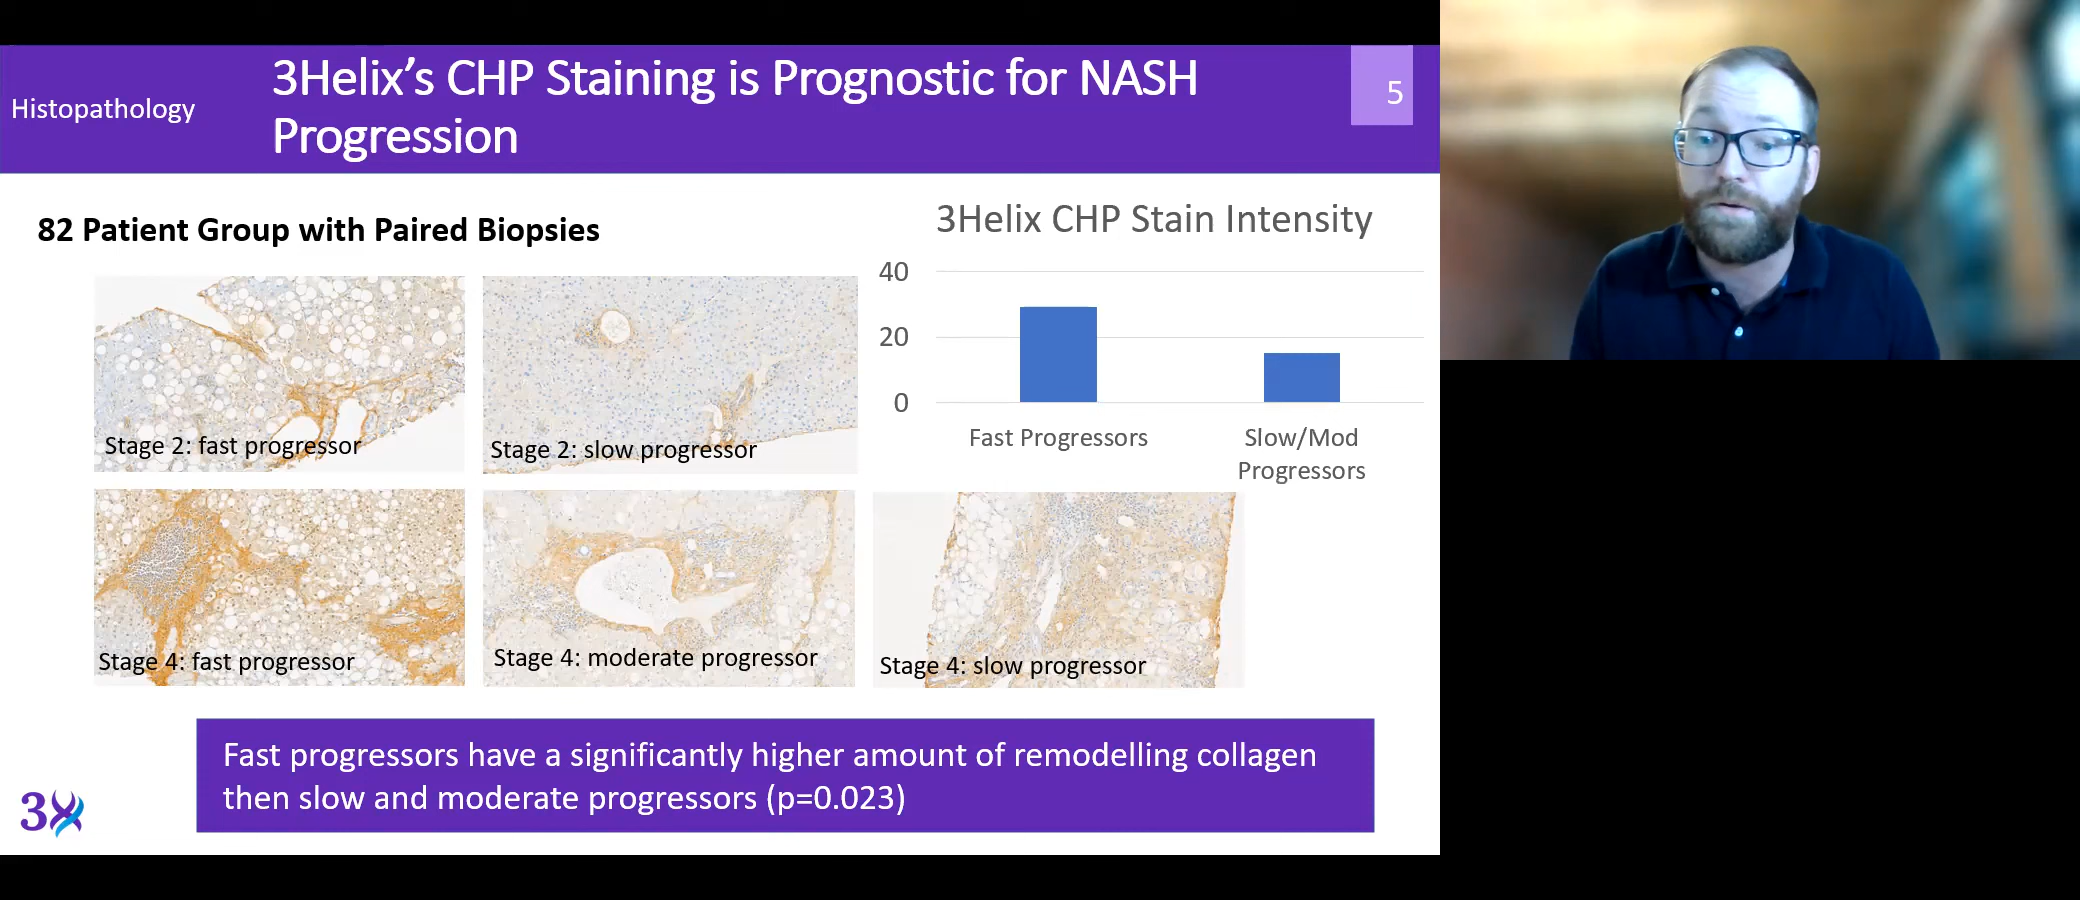 Histopathology
3Helix’s CHP Staining is Prognostic for NASH
Progression
5
82 Patient Group with Paired Biopsies
3Helix CHP Stain Intensity
40
20
0
Fast Progressors
Slow/Mod
Progressors
Stage 2: fast progressor
Stage 2: slow progressor
Stage 4: fast progressor
Stage 4: moderate progressor
Stage 4: slow progressor
Fast progressors have a significantly higher amount of remodelling collagen
then slow and moderate progressors (p=0.023)
3